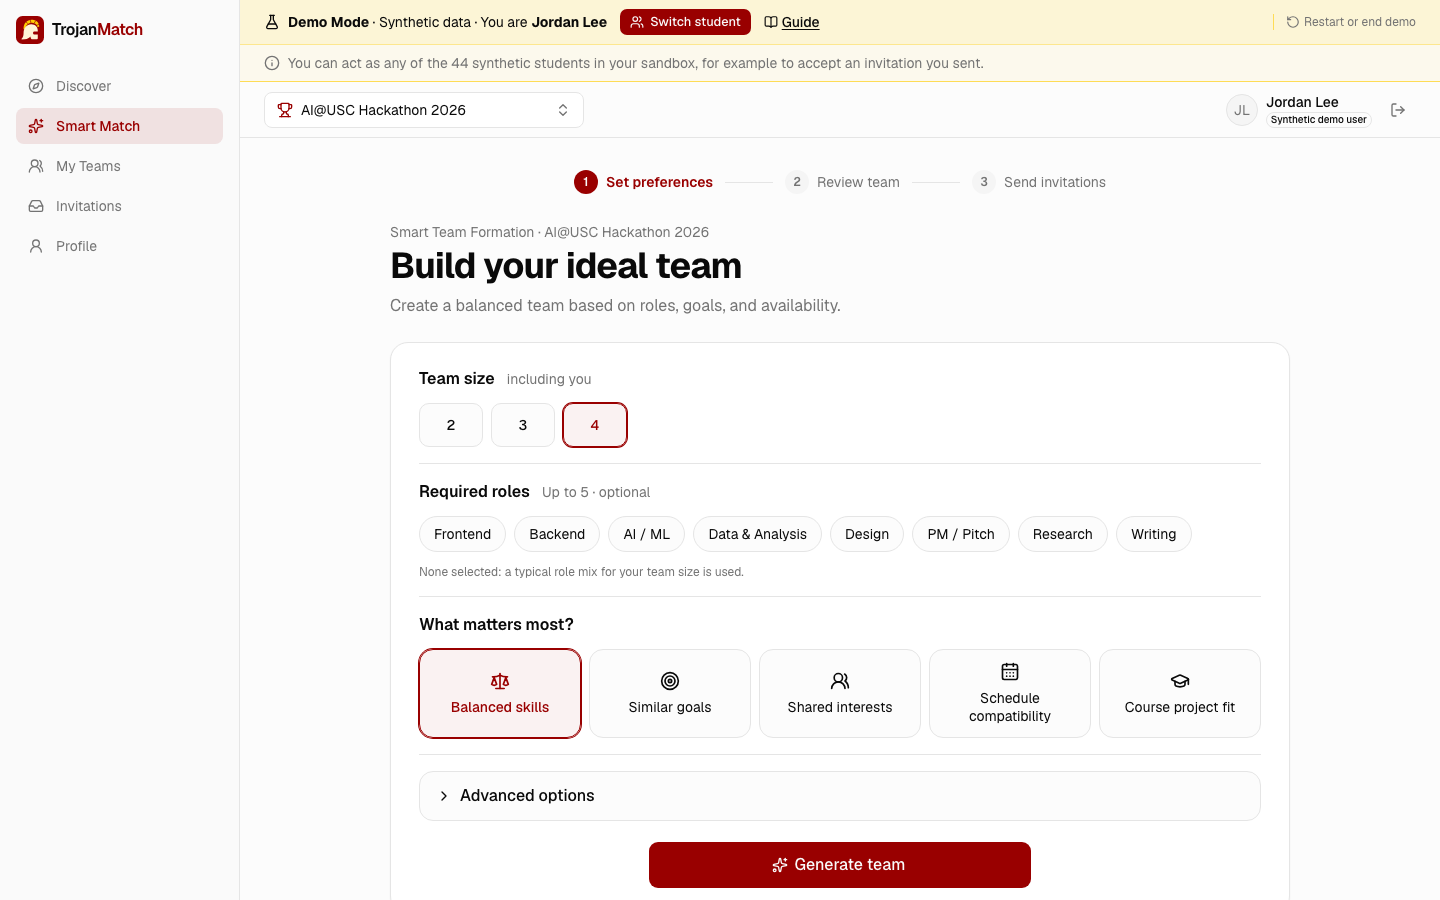 TrojanMatch
Discover
Smart Match
My Teams
Invitations
Profile
Demo Mode · Synthetic data · You are Jordan Lee
Switch student
Guide
Restart or end demo
You can act as any of the 44 synthetic students in your sandbox, for example to accept an invitation you sent.
AI@USC Hackathon 2026
JL
Jordan Lee
Synthetic demo user
1 Set preferences
2 Review team
3 Send invitations
Smart Team Formation · AI@USC Hackathon 2026
Build your ideal team
Create a balanced team based on roles, goals, and availability.
Team size including you
2 3 4
Required roles Up to 5 · optional
Frontend Backend AI / ML Data & Analysis Design PM / Pitch Research Writing
None selected: a typical role mix for your team size is used.
What matters most?
Balanced skills
Similar goals
Shared interests
Schedule
compatibility
Course project fit
Advanced options
Generate team